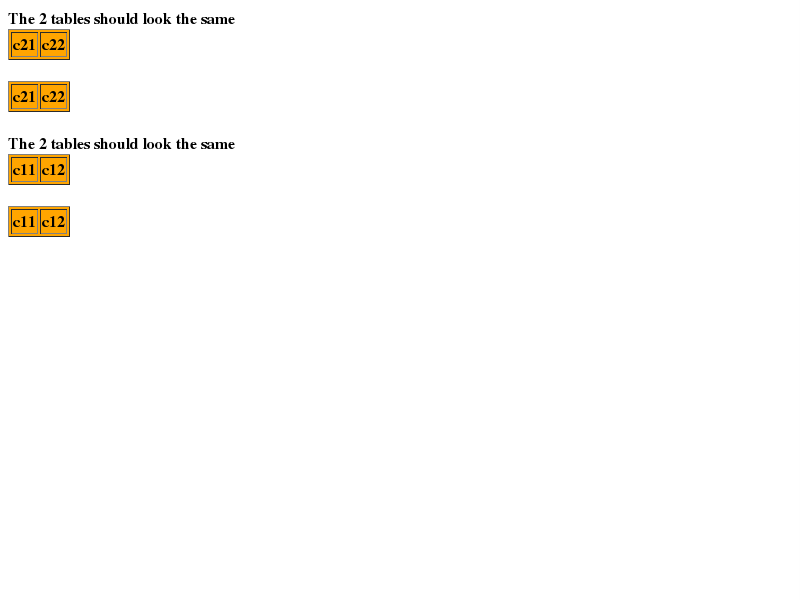 The 2 tables should look the same
c21 c22
c21 c22
The 2 tables should look the same
c11 c12
c11 c12